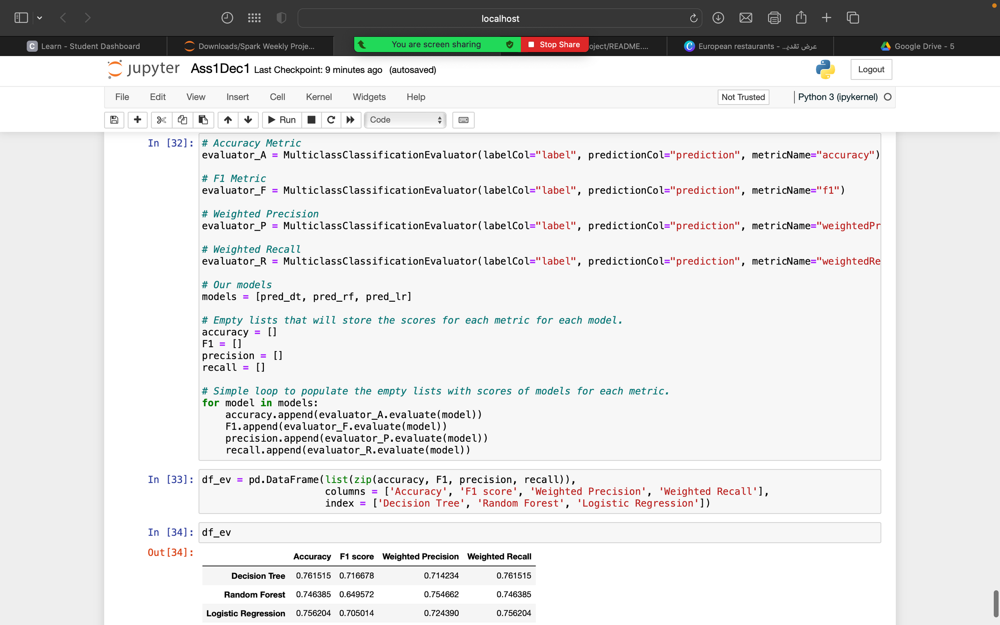 localhost
Learn - Student Dashboard
Downloads/Spark Weekly Proje...
You are screen sharing
Stop Share
oject/README....
European restaurants - ...عرض تقديـ
Google Drive - 5
jupyter Ass1Dec1 Last Checkpoint: 9 minutes ago (autosaved)
Logout
File Edit View Insert Cell Kernel Widgets Help
Not Trusted
Python 3 (ipykernel)
Run
Code
In [32]:
# Accuracy Metric
evaluator_A = MulticlassClassificationEvaluator(labelCol="label", predictionCol="prediction", metricName="accuracy")
# F1 Metric
evaluator_F = MulticlassClassificationEvaluator(labelCol="label", predictionCol="prediction", metricName="f1")
# Weighted Precision
evaluator_P = MulticlassClassificationEvaluator(labelCol="label", predictionCol="prediction", metricName="weightedPr
# Weighted Recall
evaluator_R = MulticlassClassificationEvaluator(labelCol="label", predictionCol="prediction", metricName="weightedRe
# Our models
models = [pred_dt, pred_rf, pred_lr]
# Empty lists that will store the scores for each metric for each model.
accuracy = []
F1 = []
precision = []
recall = []
# Simple loop to populate the empty lists with scores of models for each metric.
for model in models:
    accuracy.append(evaluator_A.evaluate(model))
    F1.append(evaluator_F.evaluate(model))
    precision.append(evaluator_P.evaluate(model))
    recall.append(evaluator_R.evaluate(model))
In [33]:
df_ev = pd.DataFrame(list(zip(accuracy, F1, precision, recall)),
columns = ['Accuracy', 'F1 score', 'Weighted Precision', 'Weighted Recall'],
index = ['Decision Tree', 'Random Forest', 'Logistic Regression'])
In [34]:
df_ev
Out[34]:
Accuracy F1 score Weighted Precision Weighted Recall
Decision Tree 0.761515 0.716678 0.714234 0.761515
Random Forest 0.746385 0.649572 0.754662 0.746385
Logistic Regression 0.756204 0.705014 0.724390 0.756204